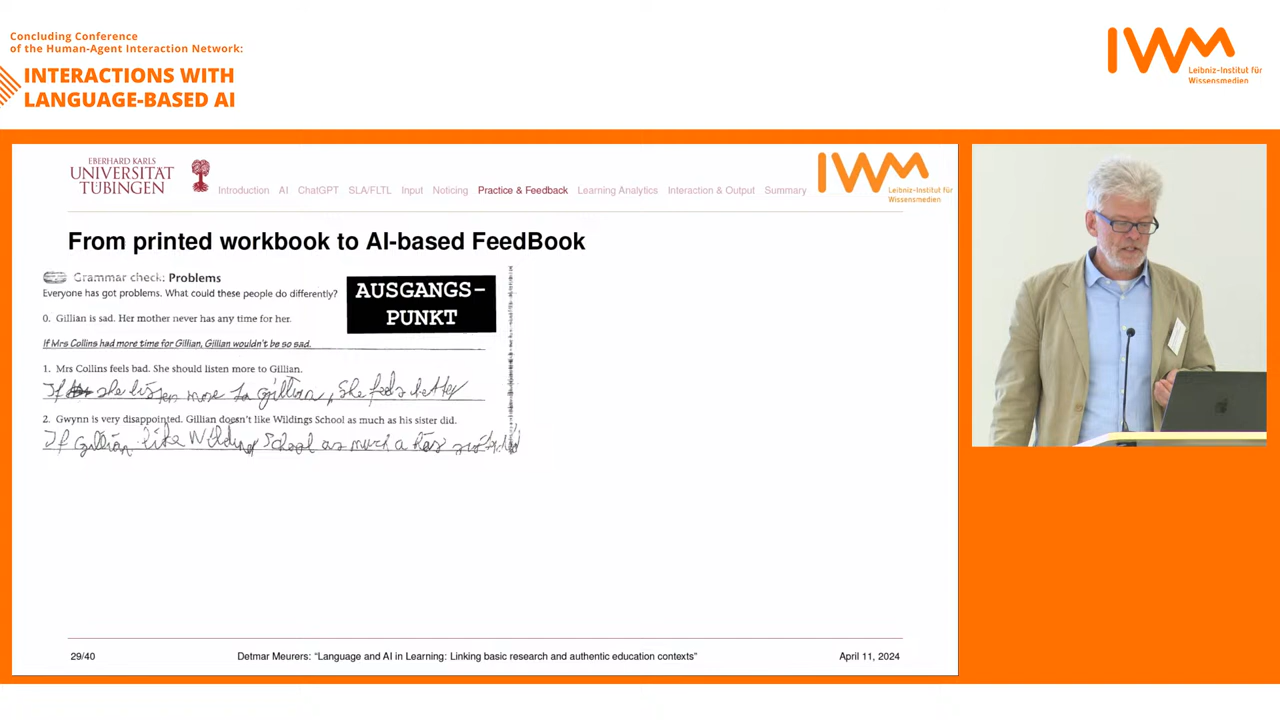 Concluding Conference
of the Human-Agent Interaction Network:
INTERACTIONS WITH
LANGUAGE-BASED AI
IWM
Leibniz-Institut für
Wissensmedien
EBERHARD KARLS
UNIVERSITÄT
TÜBINGEN
Introduction AI ChatGPT SLA/FLTL Input Noticing Practice & Feedback Learning Analytics Interaction & Output Summary
IWM
Leibniz-Institut für
Wissensmedien
From printed workbook to AI-based FeedBook
Grammar check: Problems
Everyone has got problems. What could these people do differently?
AUSGANGS-
PUNKT
0. Gillian is sad. Her mother never has any time for her.
If Mrs Collins had more time for Gillian, Gillian wouldn't be so sad.
1. Mrs Collins feels bad. She should listen more to Gillian.
If she listen more to Gillian, She feels better
2. Gwynn is very disappointed. Gillian doesn't like Wildings School as much as his sister did.
If Gillian like Wilding School as much a has
29/40
Detmar Meurers: “Language and AI in Learning: Linking basic research and authentic education contexts”
April 11, 2024